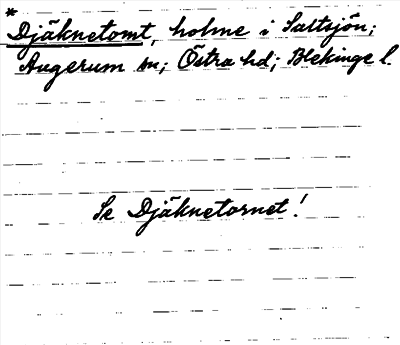 * Djäknetomt, holme i Saltsjön;
Augerum sn; Östra hd; Blekinge l.
Se Djäknetornet!